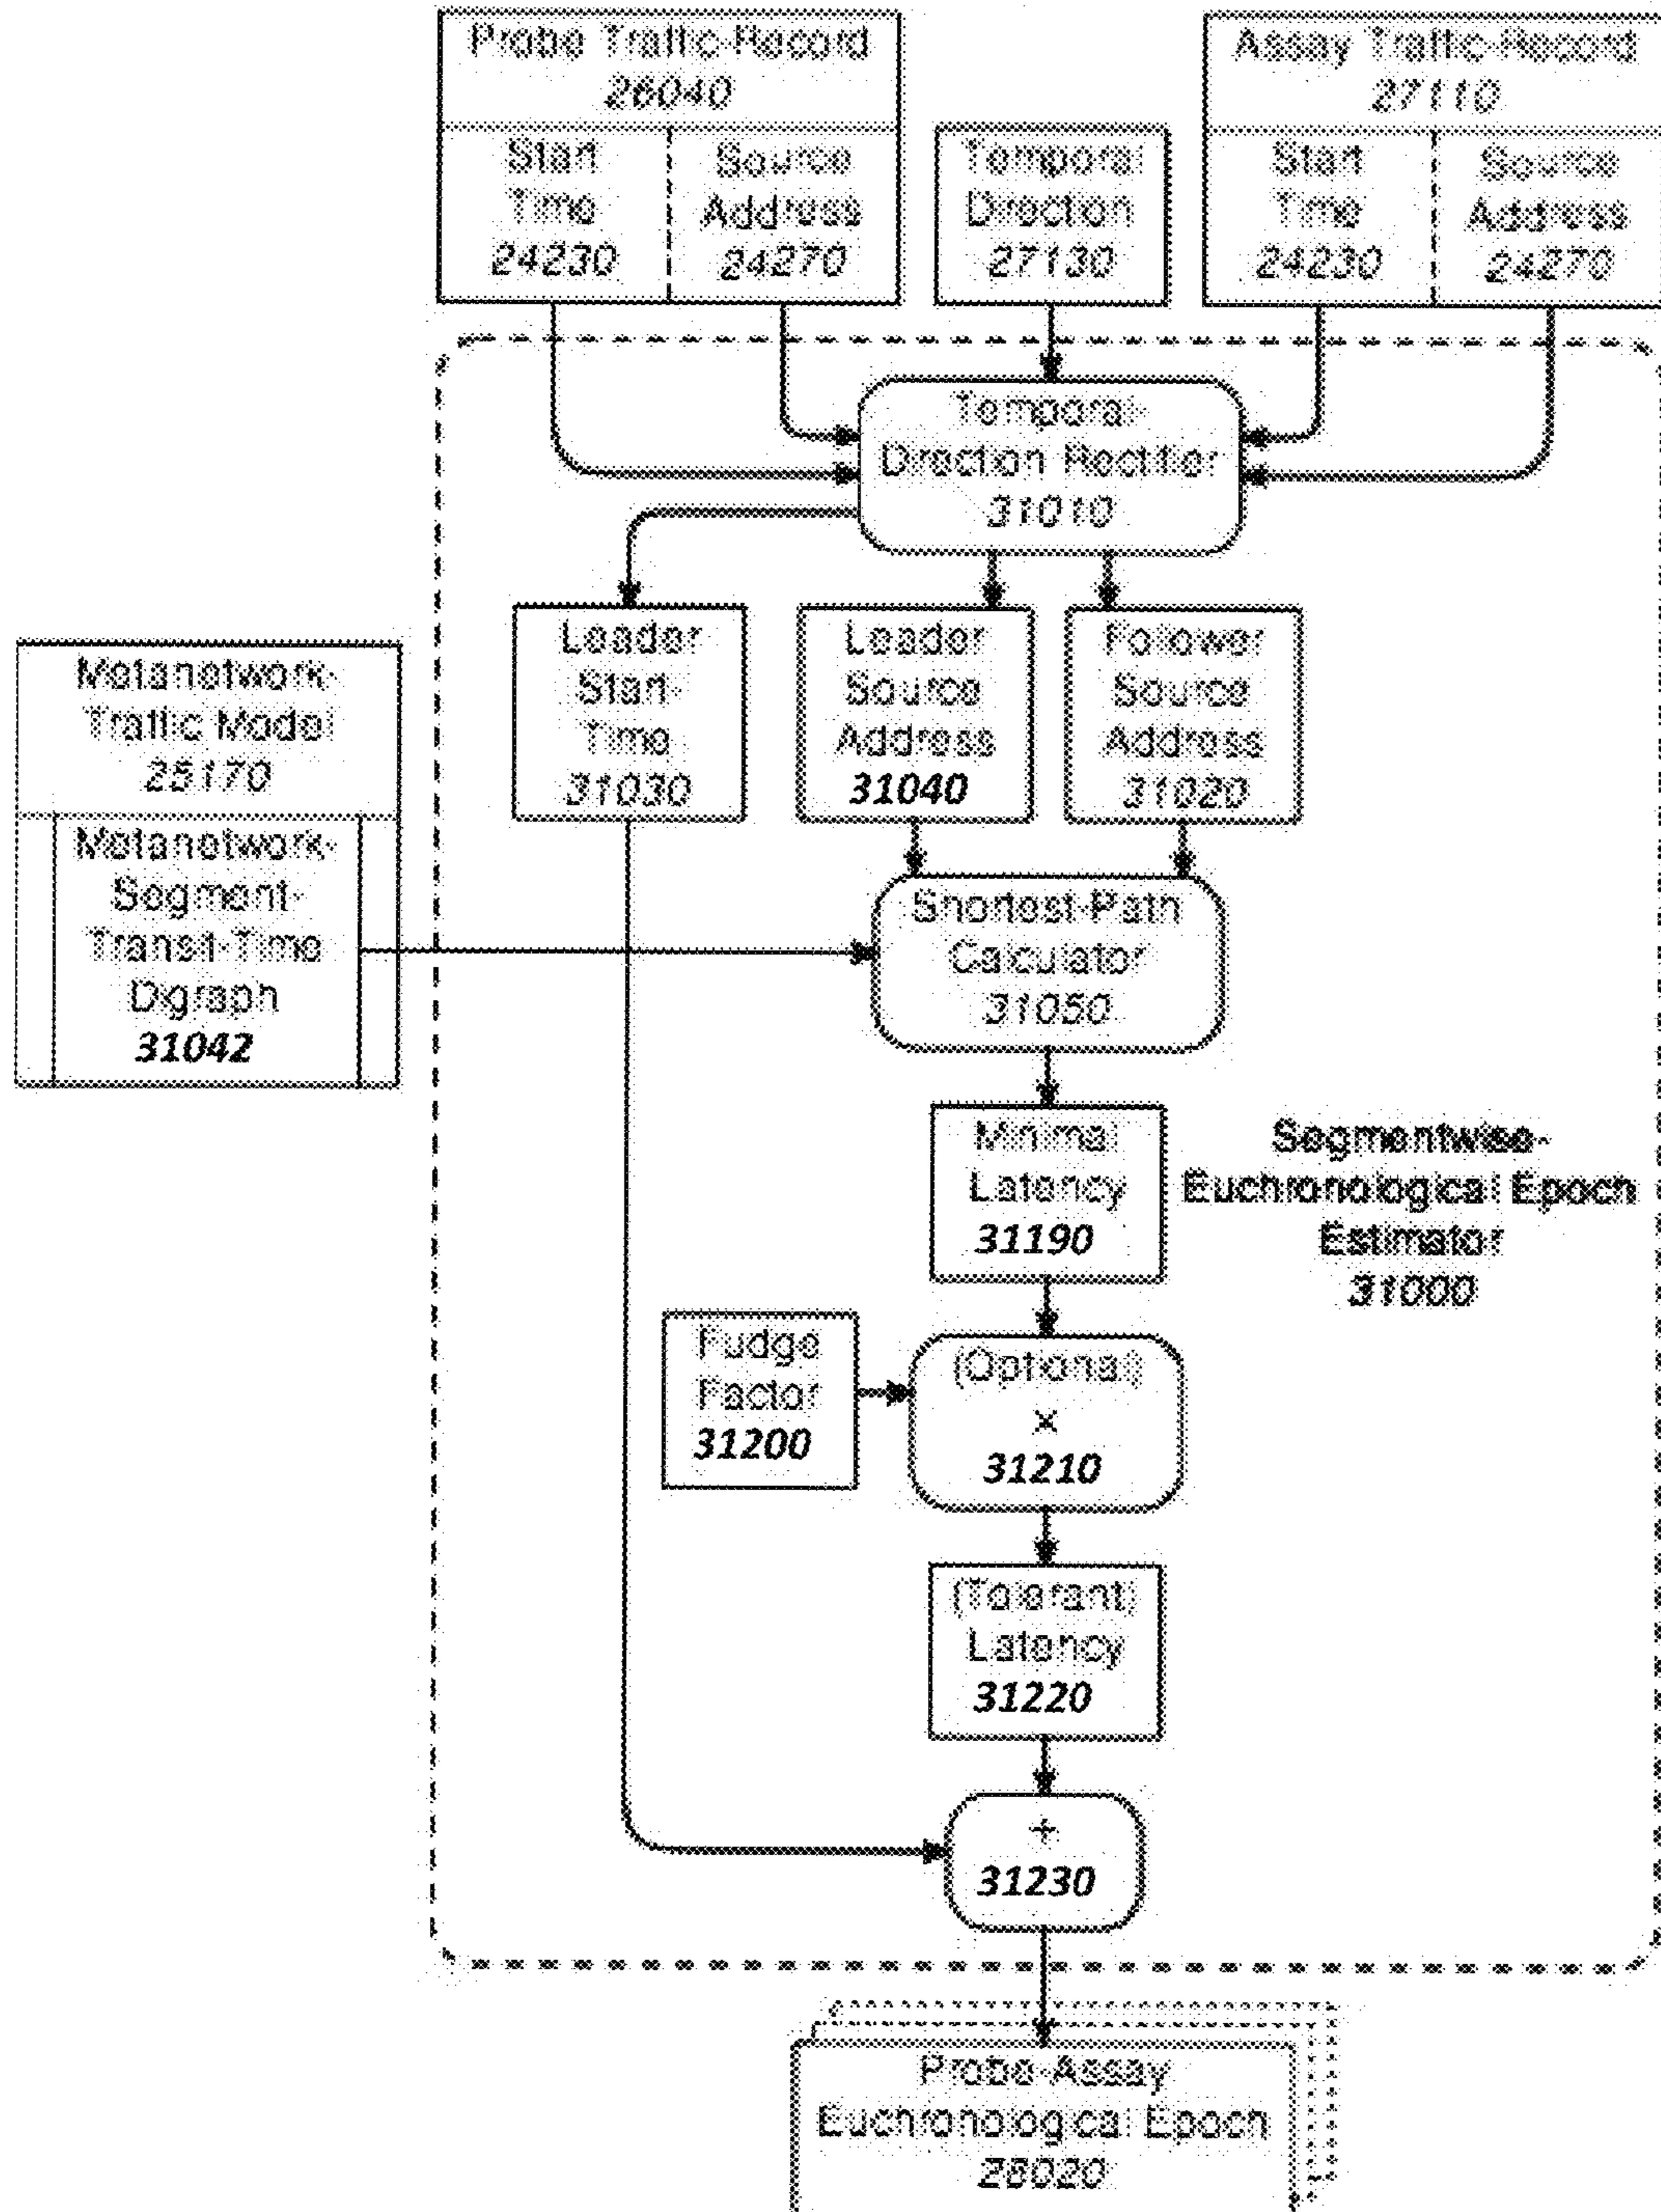 Probe Traffic-Record
26040
Start
Time
24230
Source
Address
24270
Temporal
Direction
27130
Assay Traffic-Record
27110
Start
Time
24230
Source
Address
24270
Temporal-
Direction Rectifier
31010
Leader
Start-
Time
31030
Leader
Source
Address
31040
Follower
Source
Address
31020
Metanetwork-
Traffic Model
25170
Metanetwork-
Segment-
Transit-Time
Digraph
31042
Shortest-Path
Calculator
31050
Minimal
Latency
31190
Segmentwise-
Euchronological Epoch
Estimator
31000
Fudge
Factor
31200
(Optional)
×
31210
(Tolerant)
Latency
31220
+
31230
Probe-Assay
Euchronological Epoch
28020